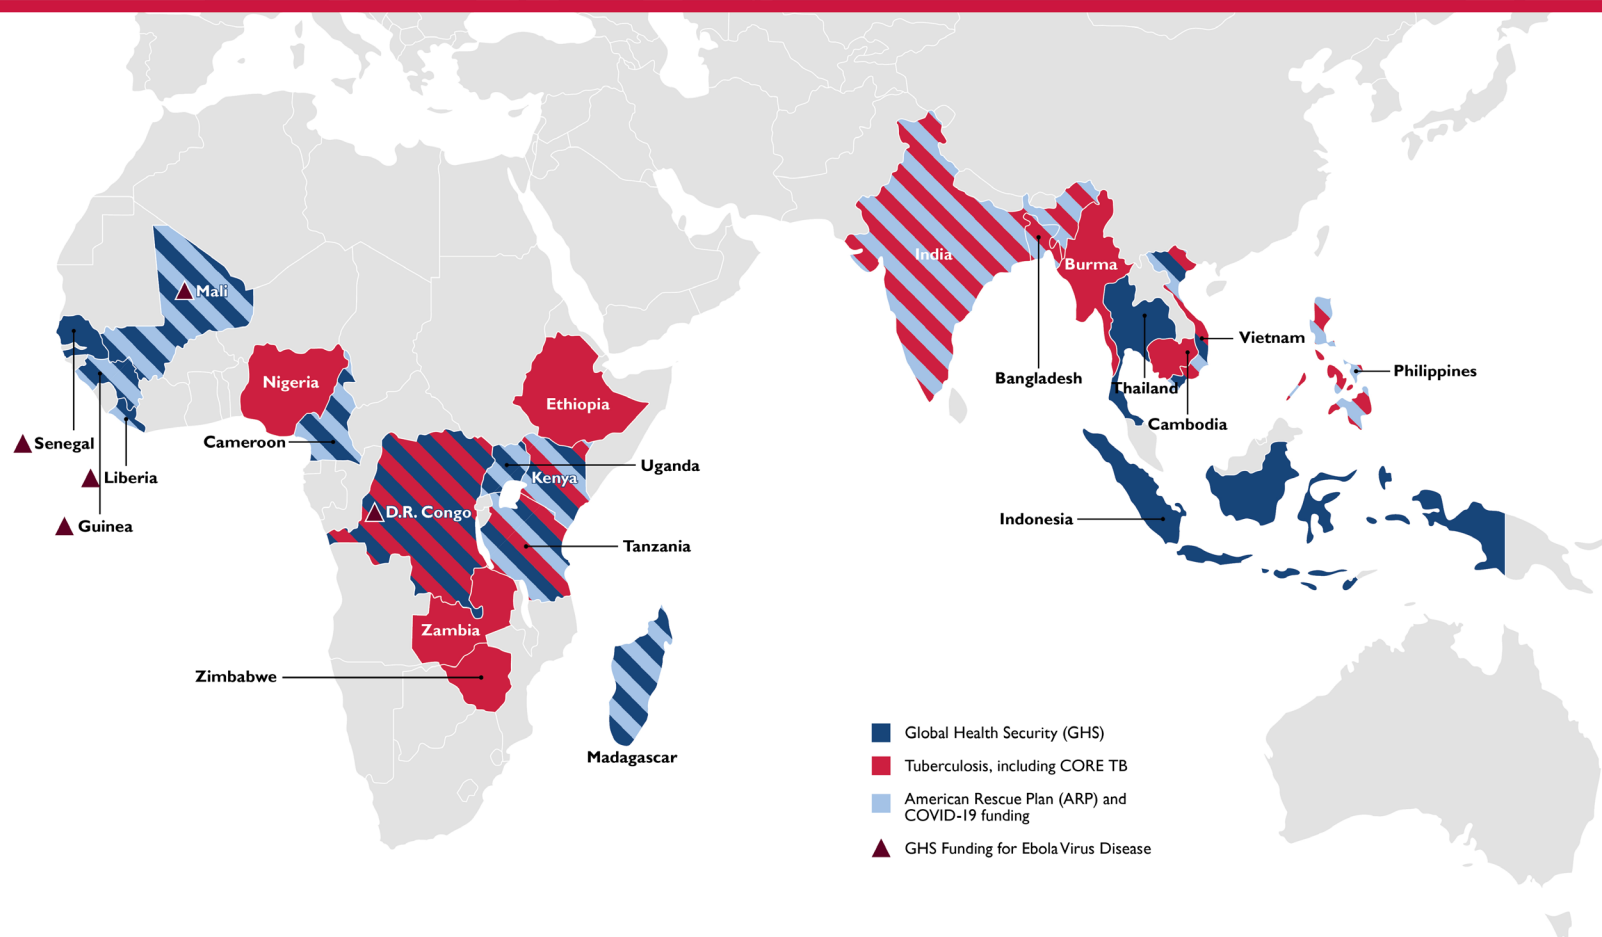 India
Burma
Mali
Vietnam
Bangladesh
Philippines
Nigeria
Thailand
Ethiopia
Cambodia
Senegal
Cameroon
Uganda
Liberia
Kenya
D.R. Congo
Indonesia
Guinea
Tanzania
Zambia
Zimbabwe
Madagascar
Global Health Security (GHS)
Tuberculosis, including CORE TB
American Rescue Plan (ARP) and
COVID-19 funding
GHS Funding for Ebola Virus Disease